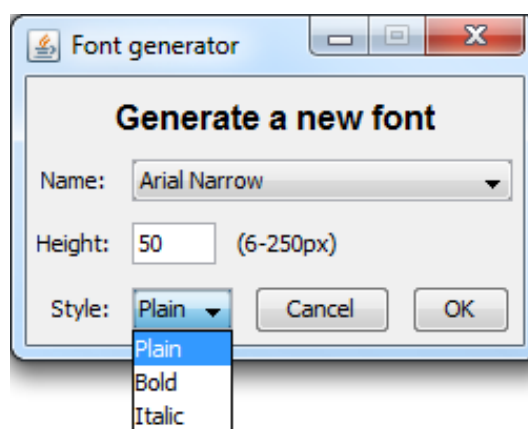 Font generator
Generate a new font
Name: Arial Narrow
Height: 50 (6-250px)
Style: Plain Cancel OK
Plain
Bold
Italic